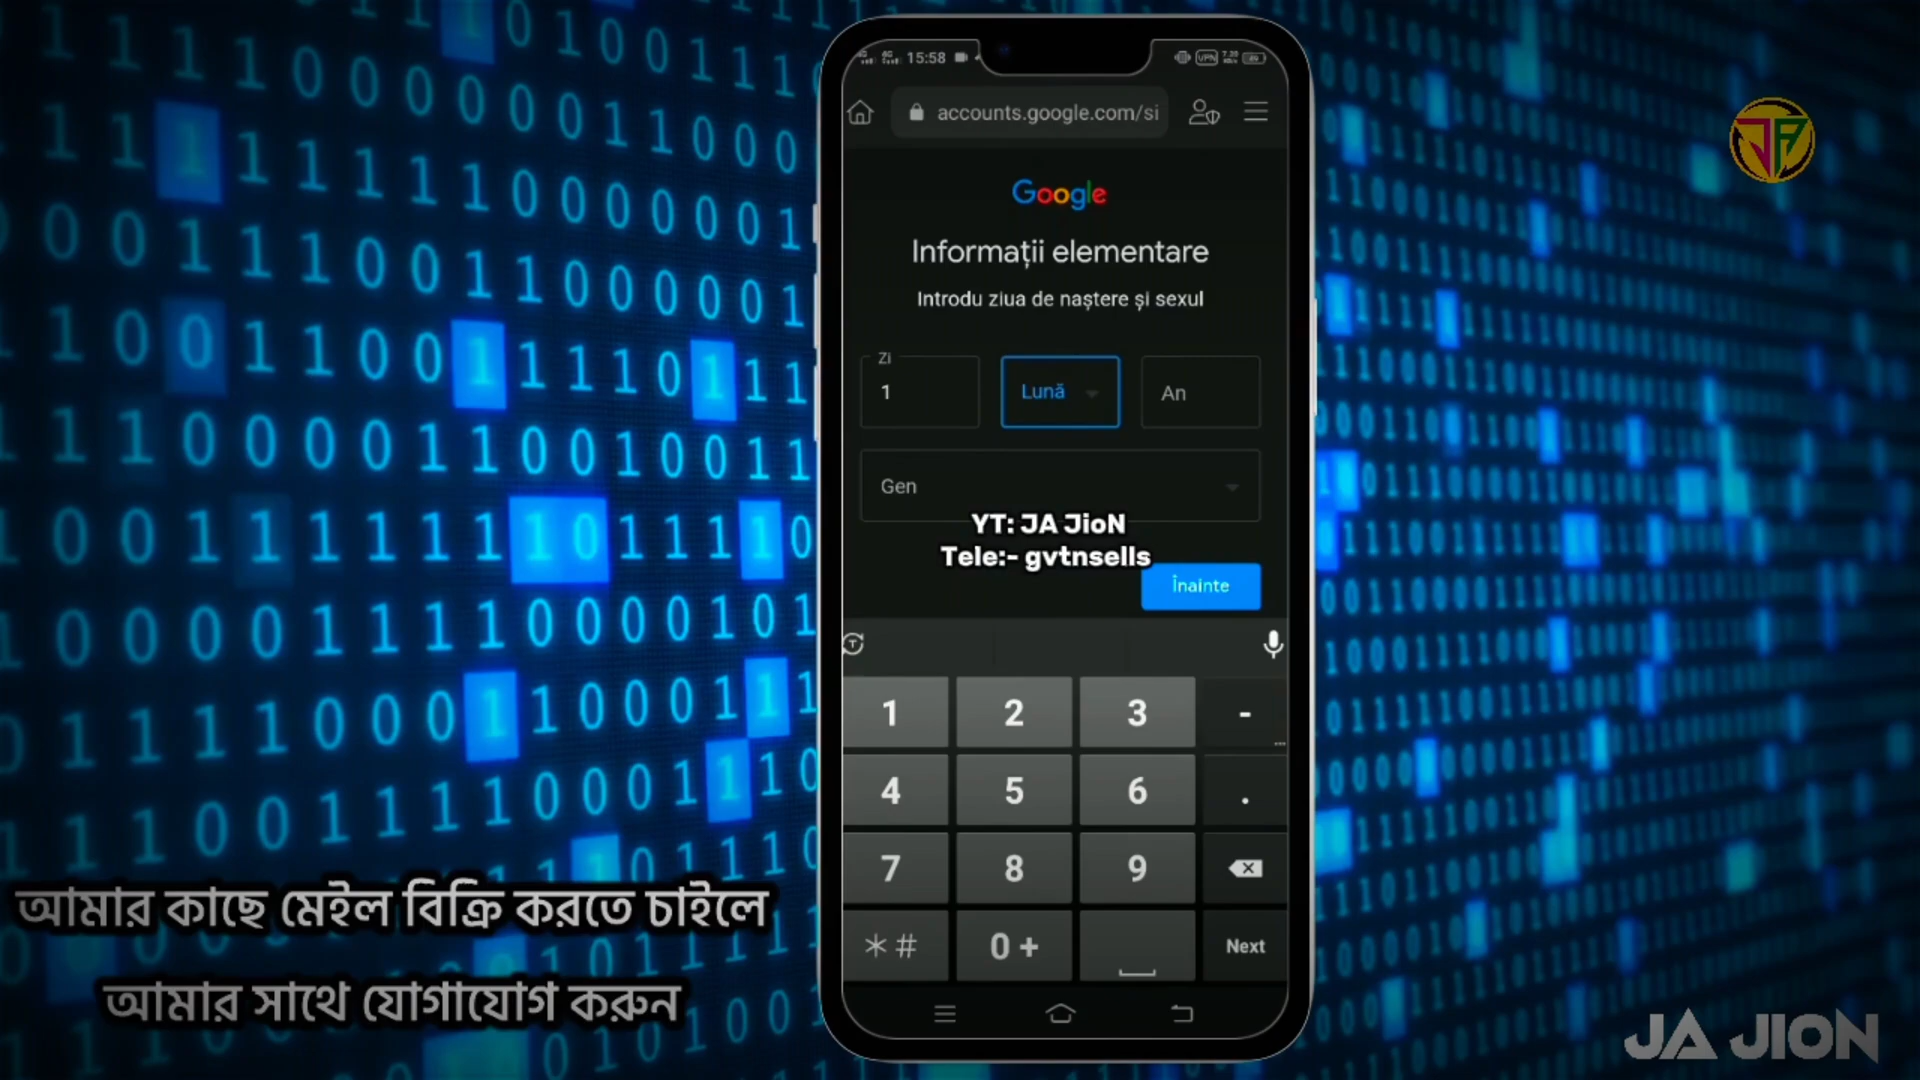 15:58
VPN
accounts.google.com/si
Google
Informații elementare
Introdu ziua de naștere și sexul
Zi
1
Lună
An
Gen
YT: JA JioN
Tele:- gvtnsells
Înainte
1 2 3 -
4 5 6 .
7 8 9
*# 0+ Next
আমার কাছে মেইল বিক্রি করতে চাইলে
আমার সাথে যোগাযোগ করুন
JA JION